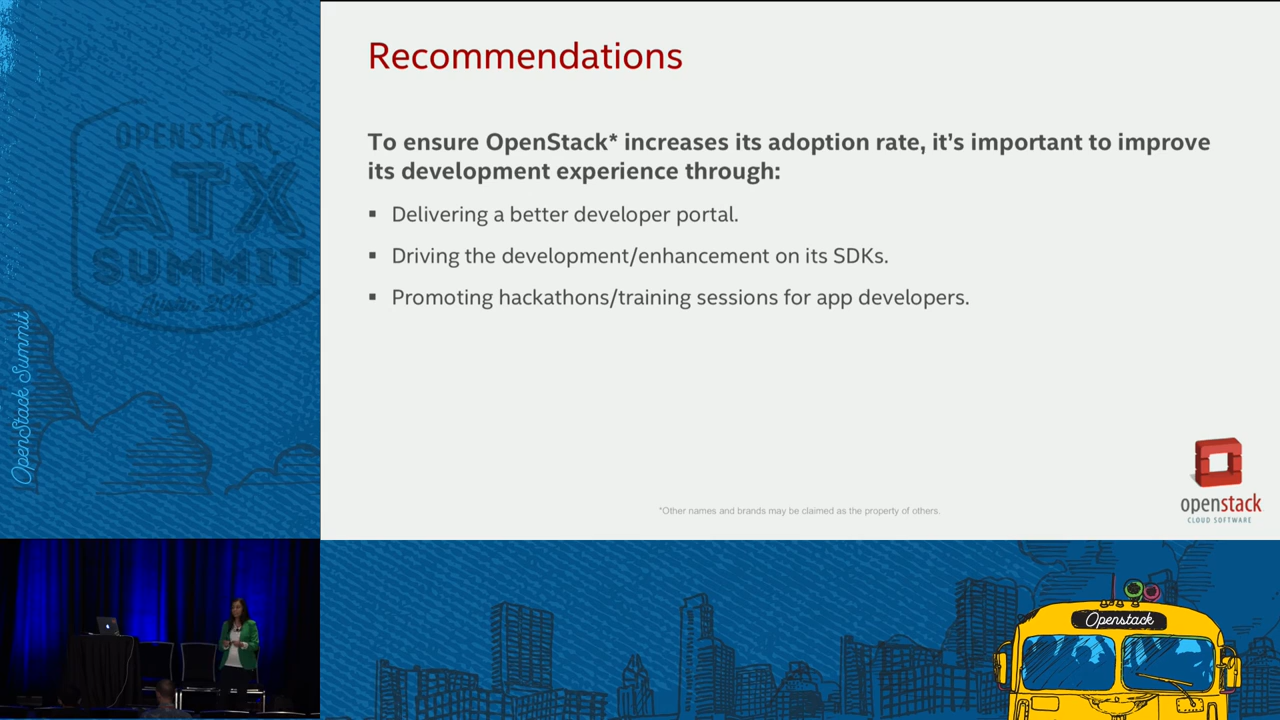 Recommendations
To ensure OpenStack* increases its adoption rate, it's important to improve
its development experience through:
▪ Delivering a better developer portal.
▪ Driving the development/enhancement on its SDKs.
▪ Promoting hackathons/training sessions for app developers.
*Other names and brands may be claimed as the property of others.
openstack
CLOUD SOFTWARE
OPENSTACK
ATX
SUMMIT
Austin 2016
OpenStack Summit
Openstack